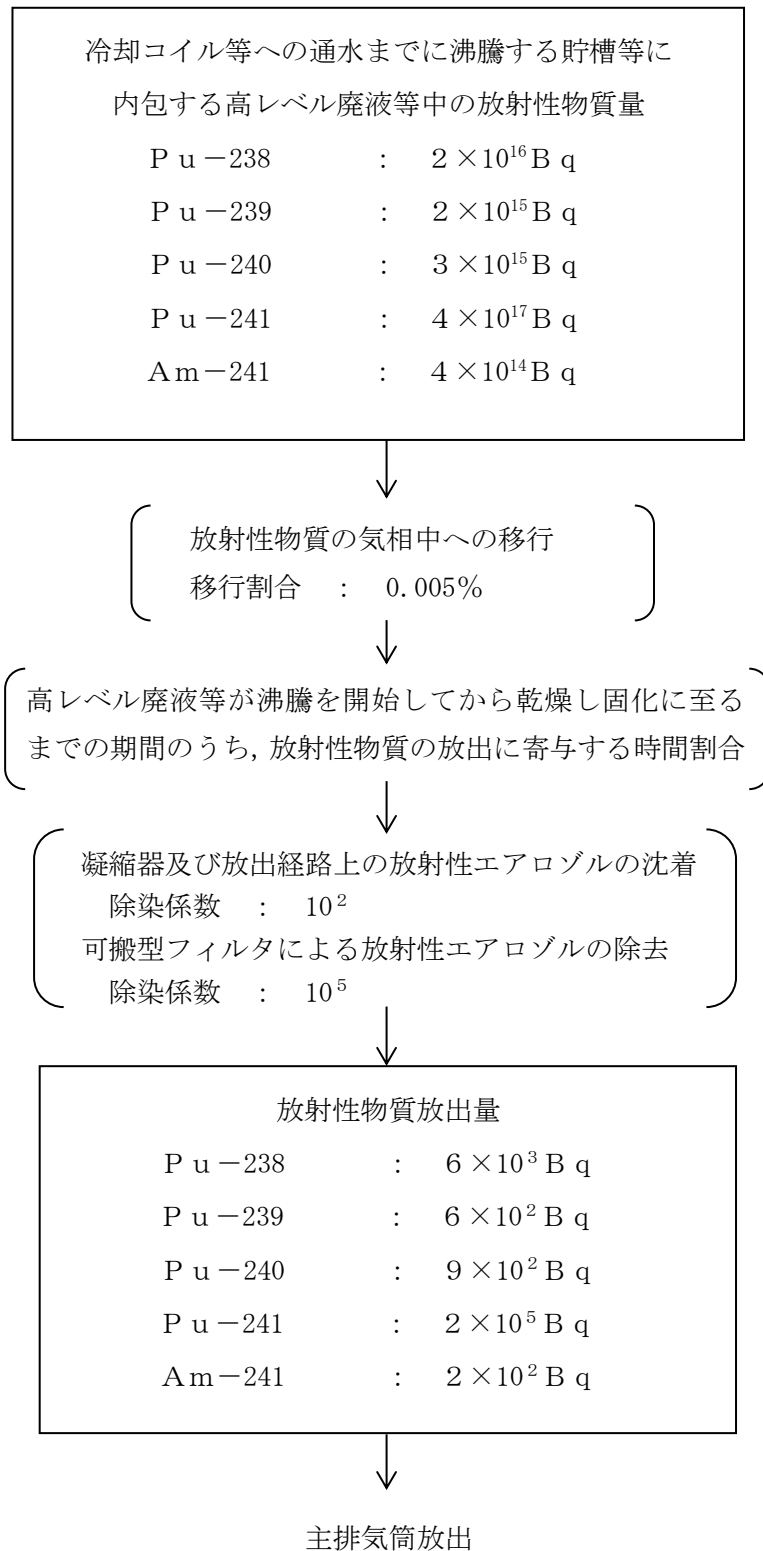 冷却コイル等への通水までに沸騰する貯槽等に
内包する高レベル廃液等中の放射性物質量
Ｐｕ－238 : ２×10¹⁶Ｂｑ
Ｐｕ－239 : ２×10¹⁵Ｂｑ
Ｐｕ－240 : ３×10¹⁵Ｂｑ
Ｐｕ－241 : ４×10¹⁷Ｂｑ
Ａｍ－241 : ４×10¹⁴Ｂｑ
放射性物質の気相中への移行
移行割合 : 0.005％
高レベル廃液等が沸騰を開始してから乾燥し固化に至る
までの期間のうち，放射性物質の放出に寄与する時間割合
凝縮器及び放出経路上の放射性エアロゾルの沈着
除染係数 : 10²
可搬型フィルタによる放射性エアロゾルの除去
除染係数 : 10⁵
放射性物質放出量
Ｐｕ－238 : ６×10³Ｂｑ
Ｐｕ－239 : ６×10²Ｂｑ
Ｐｕ－240 : ９×10²Ｂｑ
Ｐｕ－241 : ２×10⁵Ｂｑ
Ａｍ－241 : ２×10²Ｂｑ
主排気筒放出